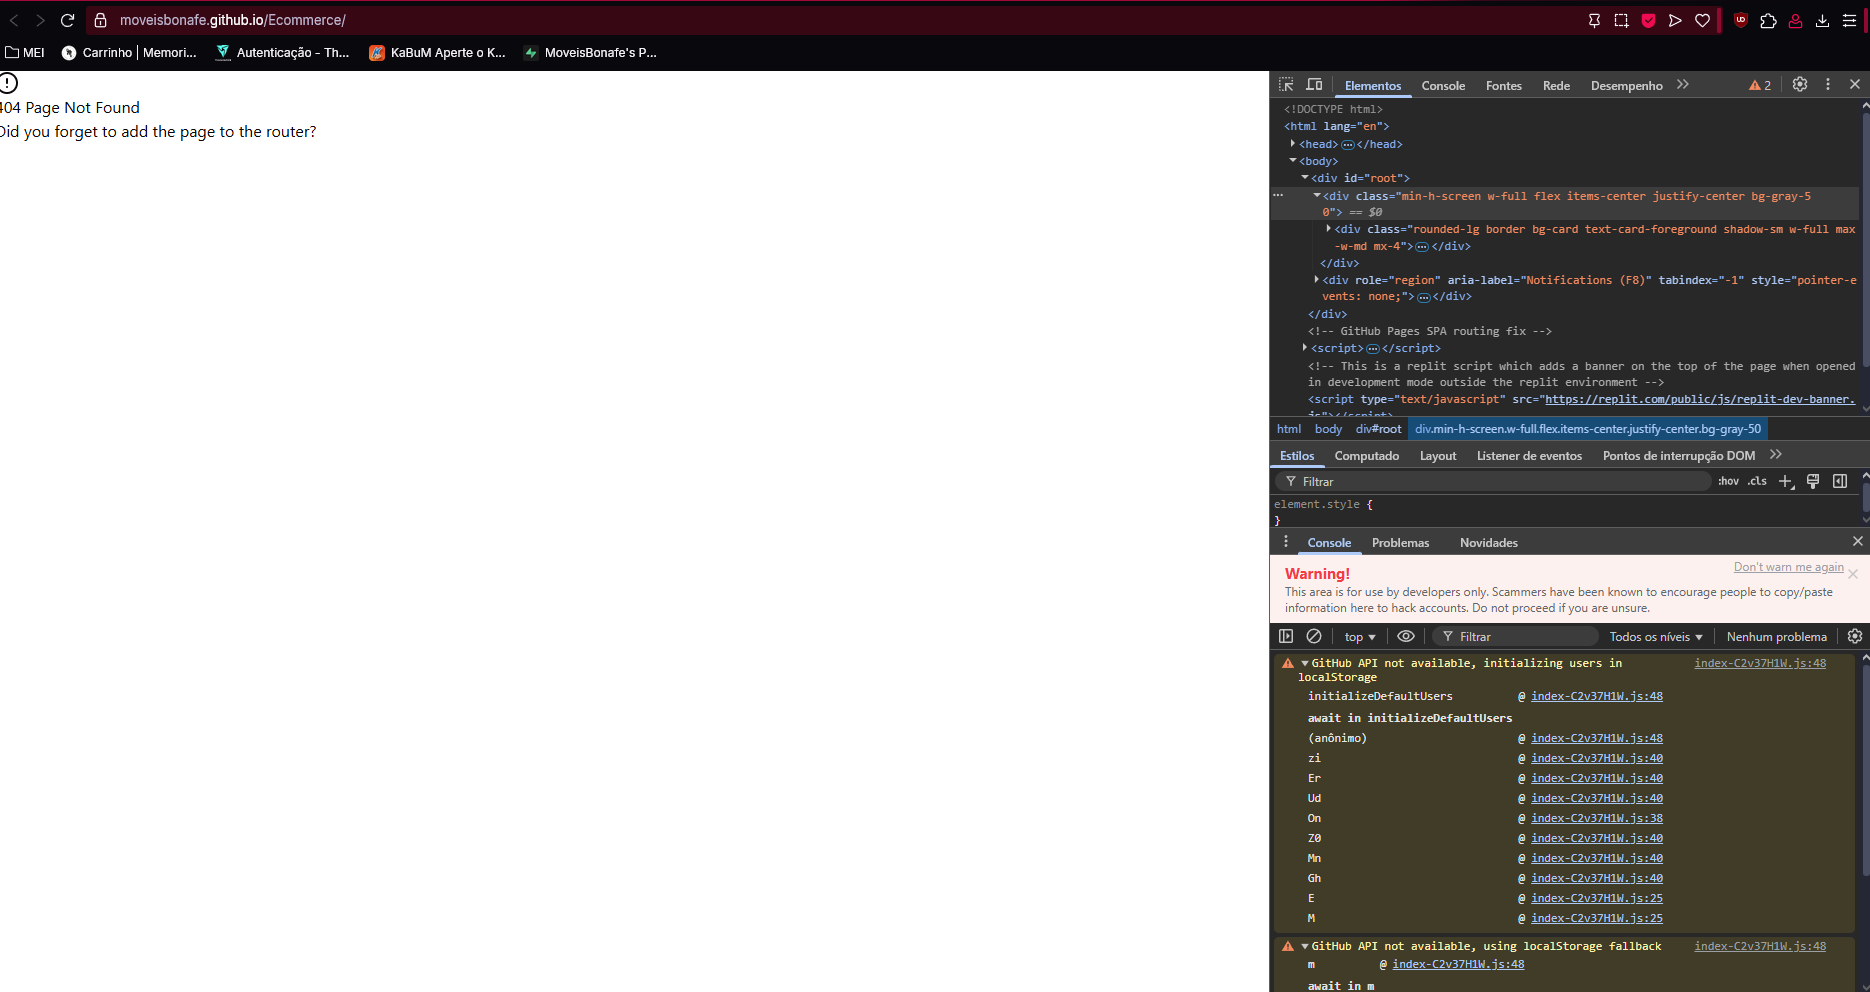 moveisbonafe.github.io/Ecommerce/
MEI
Carrinho | Memori...
Autenticação - Th...
KaBuM Aperte o K...
MoveisBonafe's P...
404 Page Not Found
Did you forget to add the page to the router?
Elementos
Console
Fontes
Rede
Desempenho
2
<!DOCTYPE html>
<html lang="en">
<head>…</head>
<body>
<div id="root">
<div class="min-h-screen w-full flex items-center justify-center bg-gray-5
0"> == $0
<div class="rounded-lg border bg-card text-card-foreground shadow-sm w-full max
-w-md mx-4">…</div>
</div>
<div role="region" aria-label="Notifications (F8)" tabindex="-1" style="pointer-e
vents: none;">…</div>
</div>
<!-- GitHub Pages SPA routing fix -->
<script>…</script>
<!-- This is a replit script which adds a banner on the top of the page when opened
in development mode outside the replit environment -->
<script type="text/javascript" src="https://replit.com/public/js/replit-dev-banner.
js"></script>
html
body
div#root
div.min-h-screen.w-full.flex.items-center.justify-center.bg-gray-50
Estilos
Computado
Layout
Listener de eventos
Pontos de interrupção DOM
Filtrar
:hov
.cls
element.style {
}
Console
Problemas
Novidades
Don't warn me again
Warning!
This area is for use by developers only. Scammers have been known to encourage people to copy/paste
information here to hack accounts. Do not proceed if you are unsure.
top
Filtrar
Todos os níveis
Nenhum problema
GitHub API not available, initializing users in
localStorage
index-C2v37H1W.js:48
initializeDefaultUsers @ index-C2v37H1W.js:48
await in initializeDefaultUsers
(anônimo) @ index-C2v37H1W.js:48
zi @ index-C2v37H1W.js:40
Er @ index-C2v37H1W.js:40
Ud @ index-C2v37H1W.js:40
On @ index-C2v37H1W.js:38
Z0 @ index-C2v37H1W.js:40
Mn @ index-C2v37H1W.js:40
Gh @ index-C2v37H1W.js:40
E @ index-C2v37H1W.js:25
M @ index-C2v37H1W.js:25
GitHub API not available, using localStorage fallback
index-C2v37H1W.js:48
m @ index-C2v37H1W.js:48
await in m